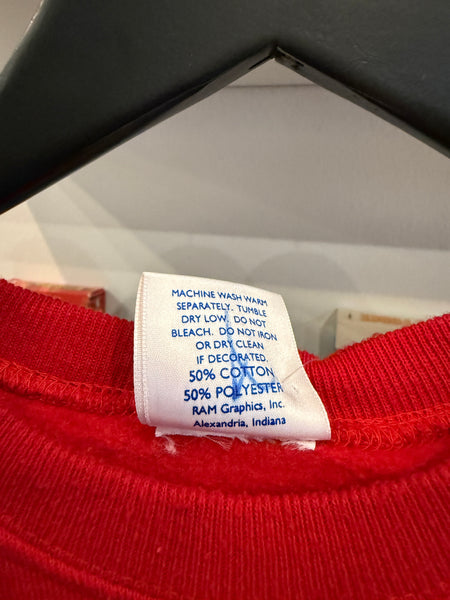 MACHINE WASH WARM
SEPARATELY. TUMBLE
DRY LOW. DO NOT
BLEACH. DO NOT IRON
OR DRY CLEAN
IF DECORATED.
50% COTTON
50% POLYESTER
RAM Graphics, Inc.
Alexandria, Indiana